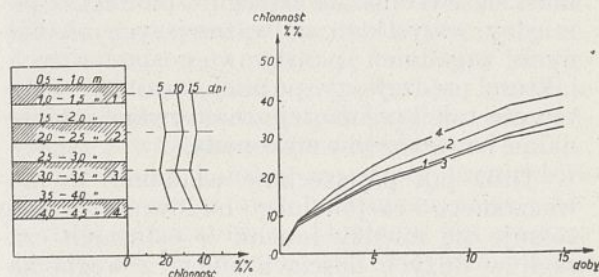 0,5 – 1,0 m
1,0 – 1,5 " 1.
1,5 – 2,0 "
2,0 – 2,5 " 2.
2,5 – 3,0 "
3,0 – 3,5 " 3.
3,5 – 4,0 "
4,0 – 4,5 " 4.
5 10 15 dni
0 20 40 %%
chłonność
chłonność
%%
50
40
30
20
10
0
4
2
1
3
5 10 15
doby